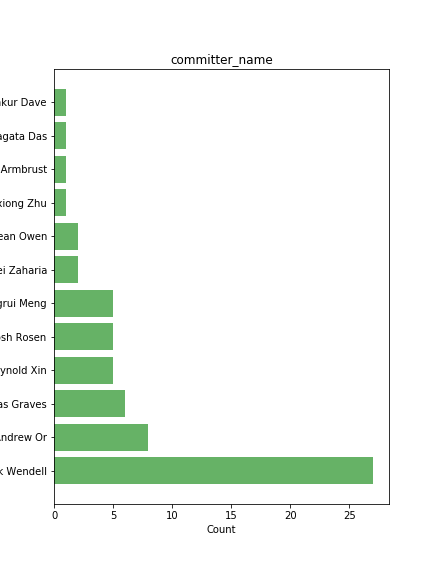 committer_name
kur Dave
agata Das
Armbrust
xiong Zhu
ean Owen
ei Zaharia
grui Meng
sh Rosen
ynold Xin
as Graves
Andrew Or
k Wendell
0 5 10 15 20 25
Count